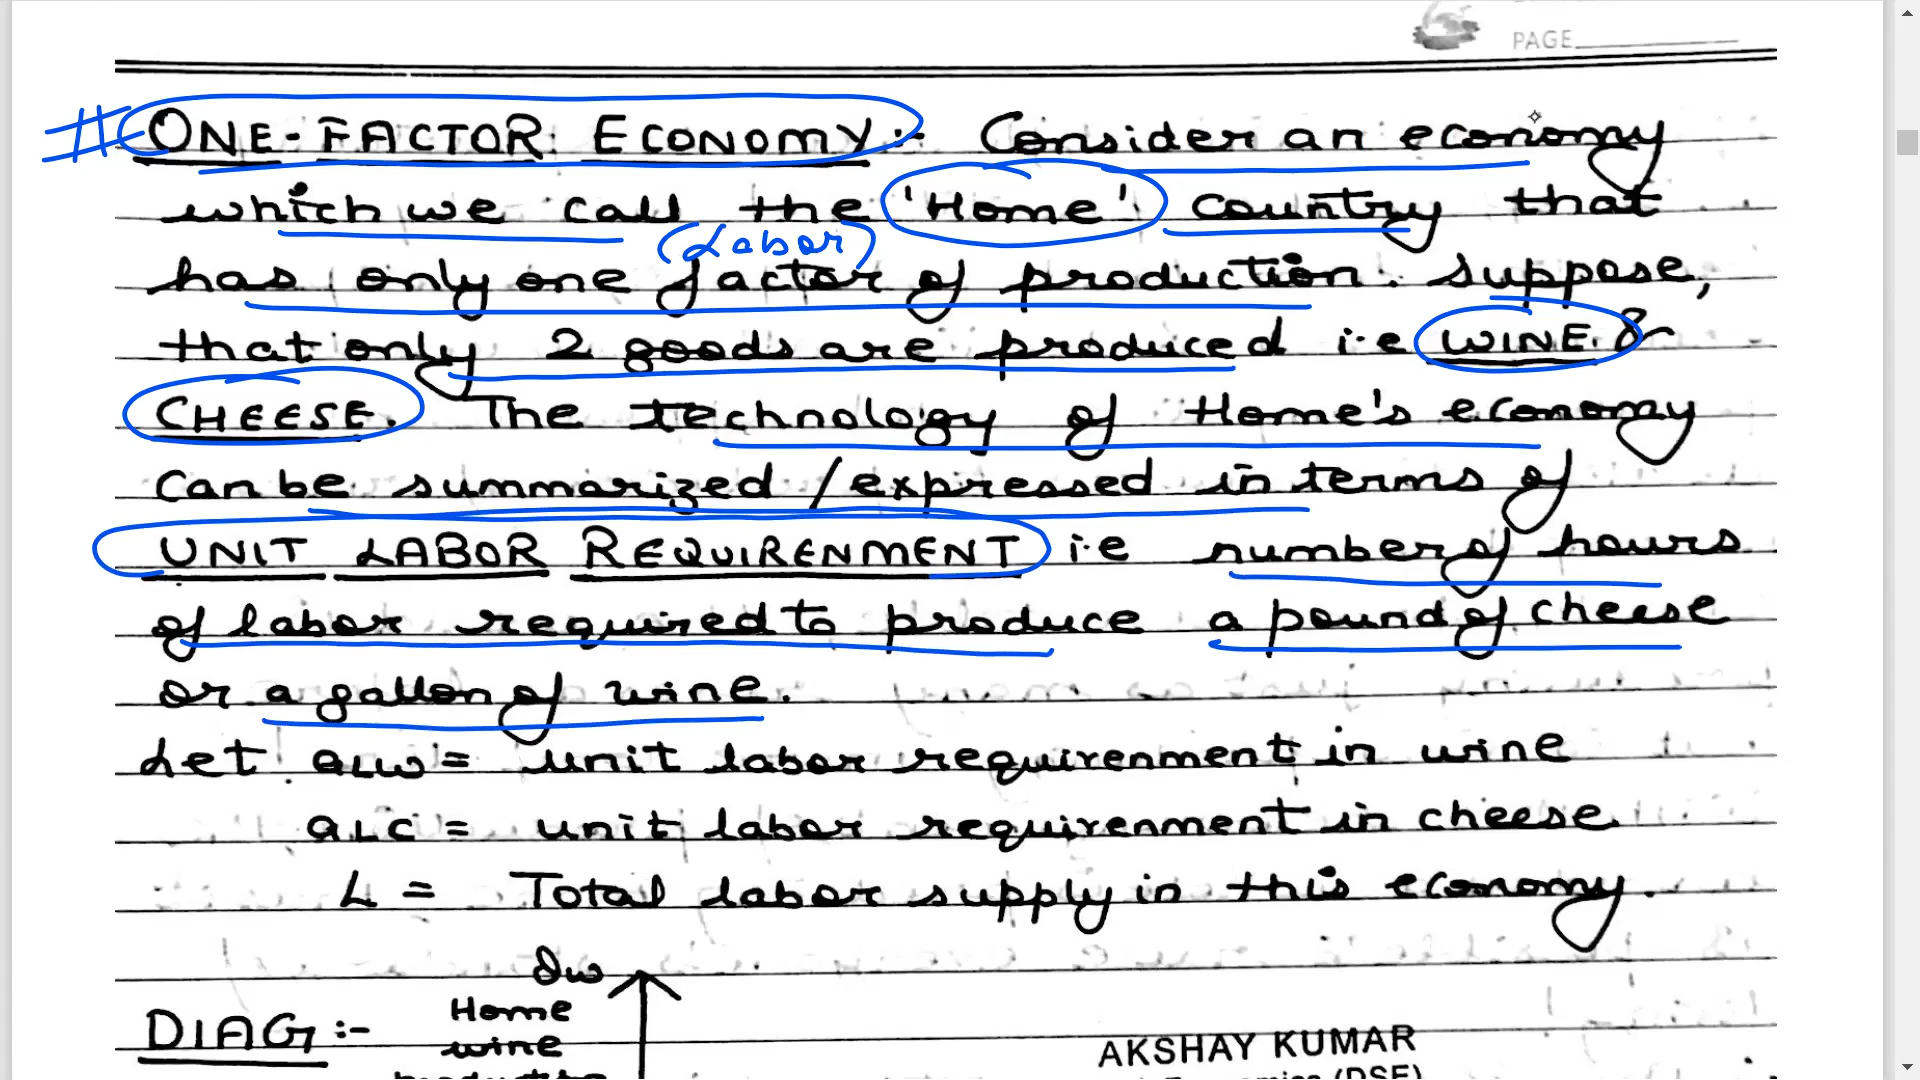 PAGE
# ONE-FACTOR ECONOMY :- Consider an economy
which we call the 'Home' country that
(Labor)
has only one factor of production. Suppose,
that only 2 goods are produced i.e WINE &
CHEESE. The technology of Home's economy
can be summarized / expressed in terms of
UNIT LABOR REQUIRENMENT i.e number of hours
of labor required to produce a pound of cheese
or a gallon of wine.
Let aLW = unit labor requirenment in wine
aLC = unit labor requirenment in cheese.
L = Total labor supply in this economy.
Qw
Home
DIAG :- wine
AKSHAY KUMAR
(DSE)